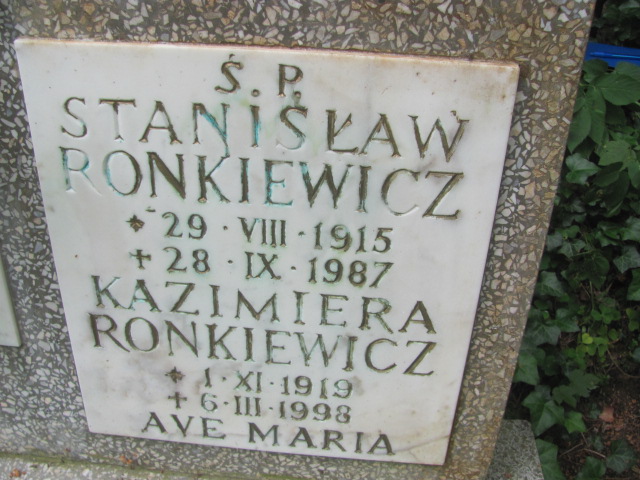 Ś.P.
STANISŁAW
RONKIEWICZ
* 29 · VIII · 1915
+ 28 · IX · 1987
KAZIMIERA
RONKIEWICZ
* 1 · XI · 1919
+ 6 · III · 1998
AVE MARIA